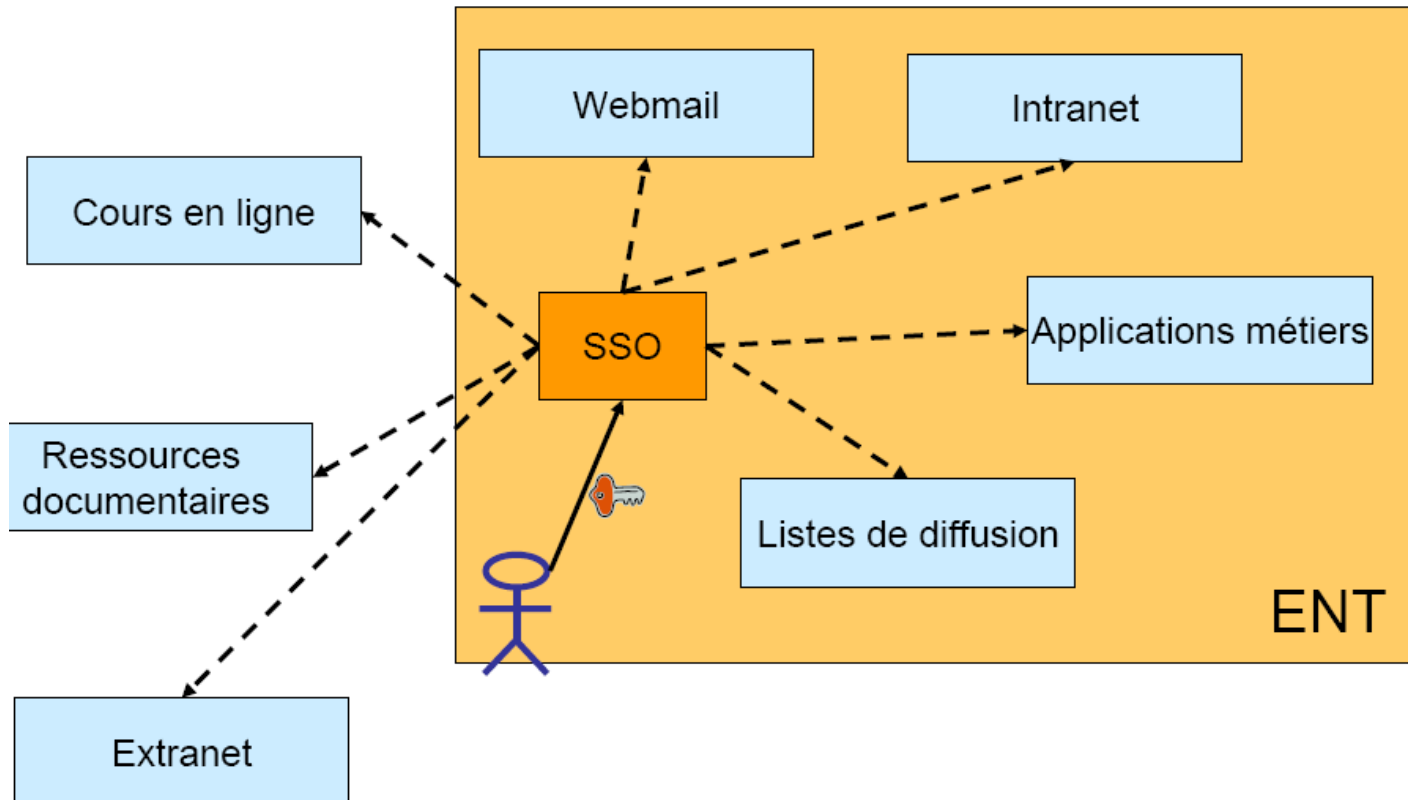 Webmail
Intranet
Cours en ligne
SSO
Applications métiers
Ressources
documentaires
Listes de diffusion
ENT
Extranet